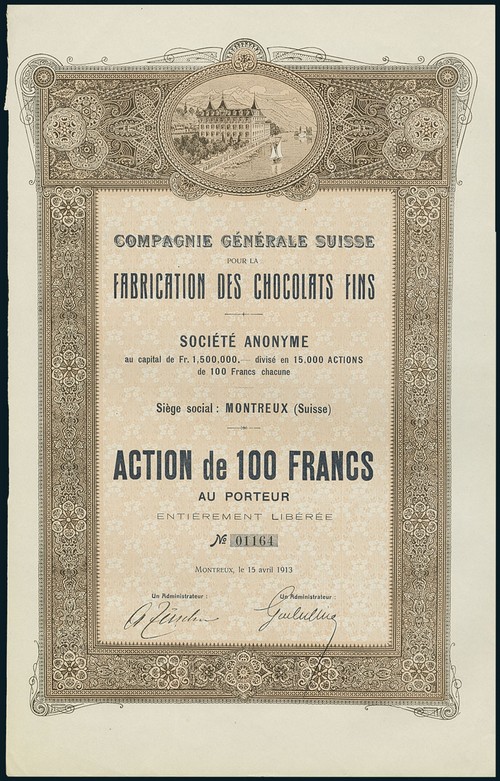 COMPAGNIE GÉNÉRALE SUISSE
POUR LA
FABRICATION DES CHOCOLATS FINS
SOCIÉTÉ ANONYME
au capital de Fr. 1,500,000,— divisé en 15.000 ACTIONS
de 100 Francs chacune
Siège social : MONTREUX (Suisse)
ACTION de 100 FRANCS
AU PORTEUR
ENTIÈREMENT LIBÉRÉE
№ 01164
MONTREUX, le 15 avril 1913
Un Administrateur : Un Administrateur :